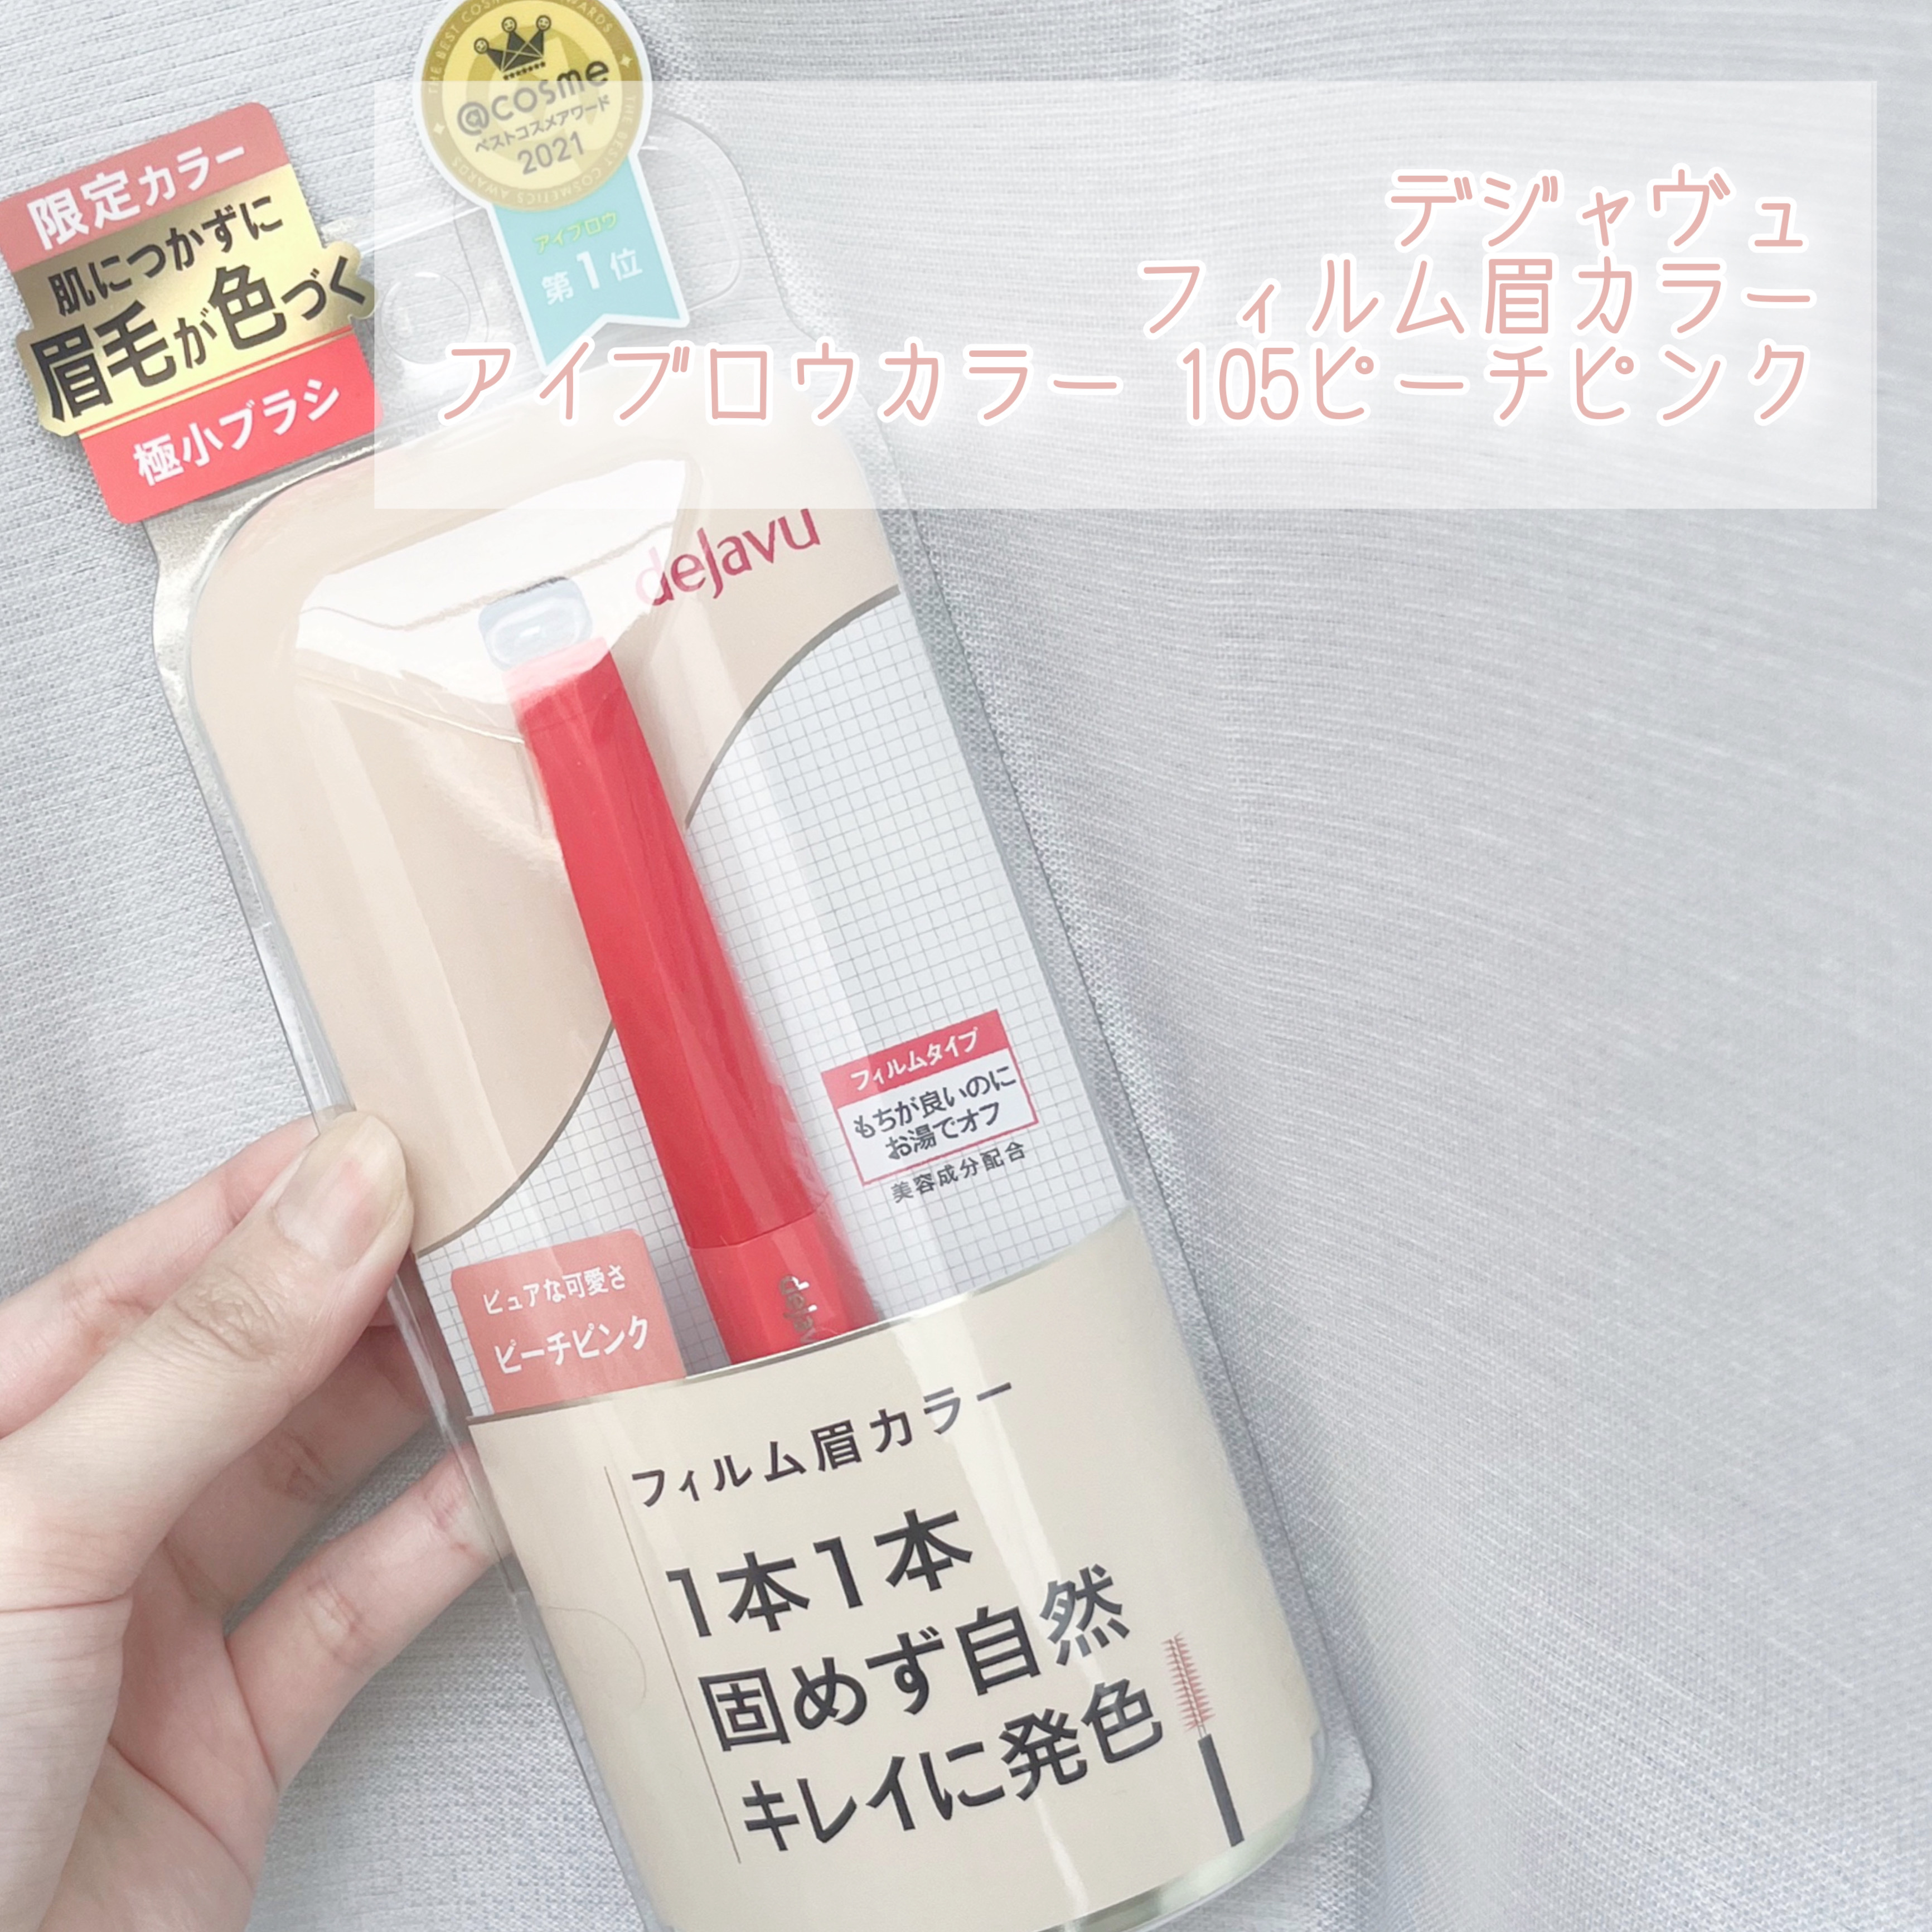 THE BEST COSMETICS AWARDS
@cosme
ベストコスメアワード
2021
アイブロウ
第1位
限定カラー
肌につかずに
眉毛が色づく
極小ブラシ
デジャヴュ
フィルム眉カラー
アイブロウカラー 105ピーチピンク
dejavu
フィルムタイプ
もちが良いのに
お湯でオフ
美容成分配合
ピュアな可愛さ
ピーチピンク
フィルム眉カラー
1本1本
固めず自然
キレイに発色